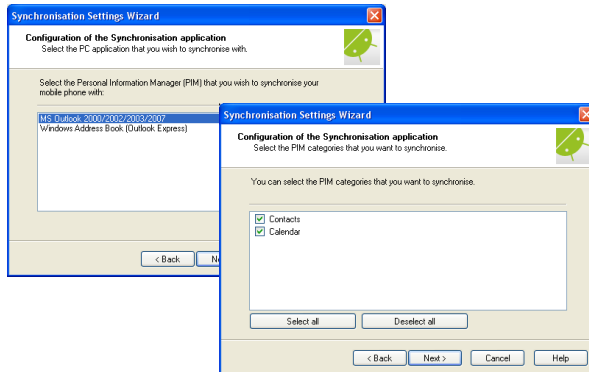 Synchronisation Settings Wizard
Configuration of the Synchronisation application
Select the PC application that you wish to synchronise with.
Select the Personal Information Manager (PIM) that you wish to synchronise your
mobile phone with:
MS Outlook 2000/2002/2003/2007
Windows Address Book (Outlook Express)
< Back
Synchronisation Settings Wizard
Configuration of the Synchronisation application
Select the PIM categories that you want to synchronise.
You can select the PIM categories that you want to synchronise.
Contacts
Calendar
Select all Deselect all
< Back Next > Cancel Help